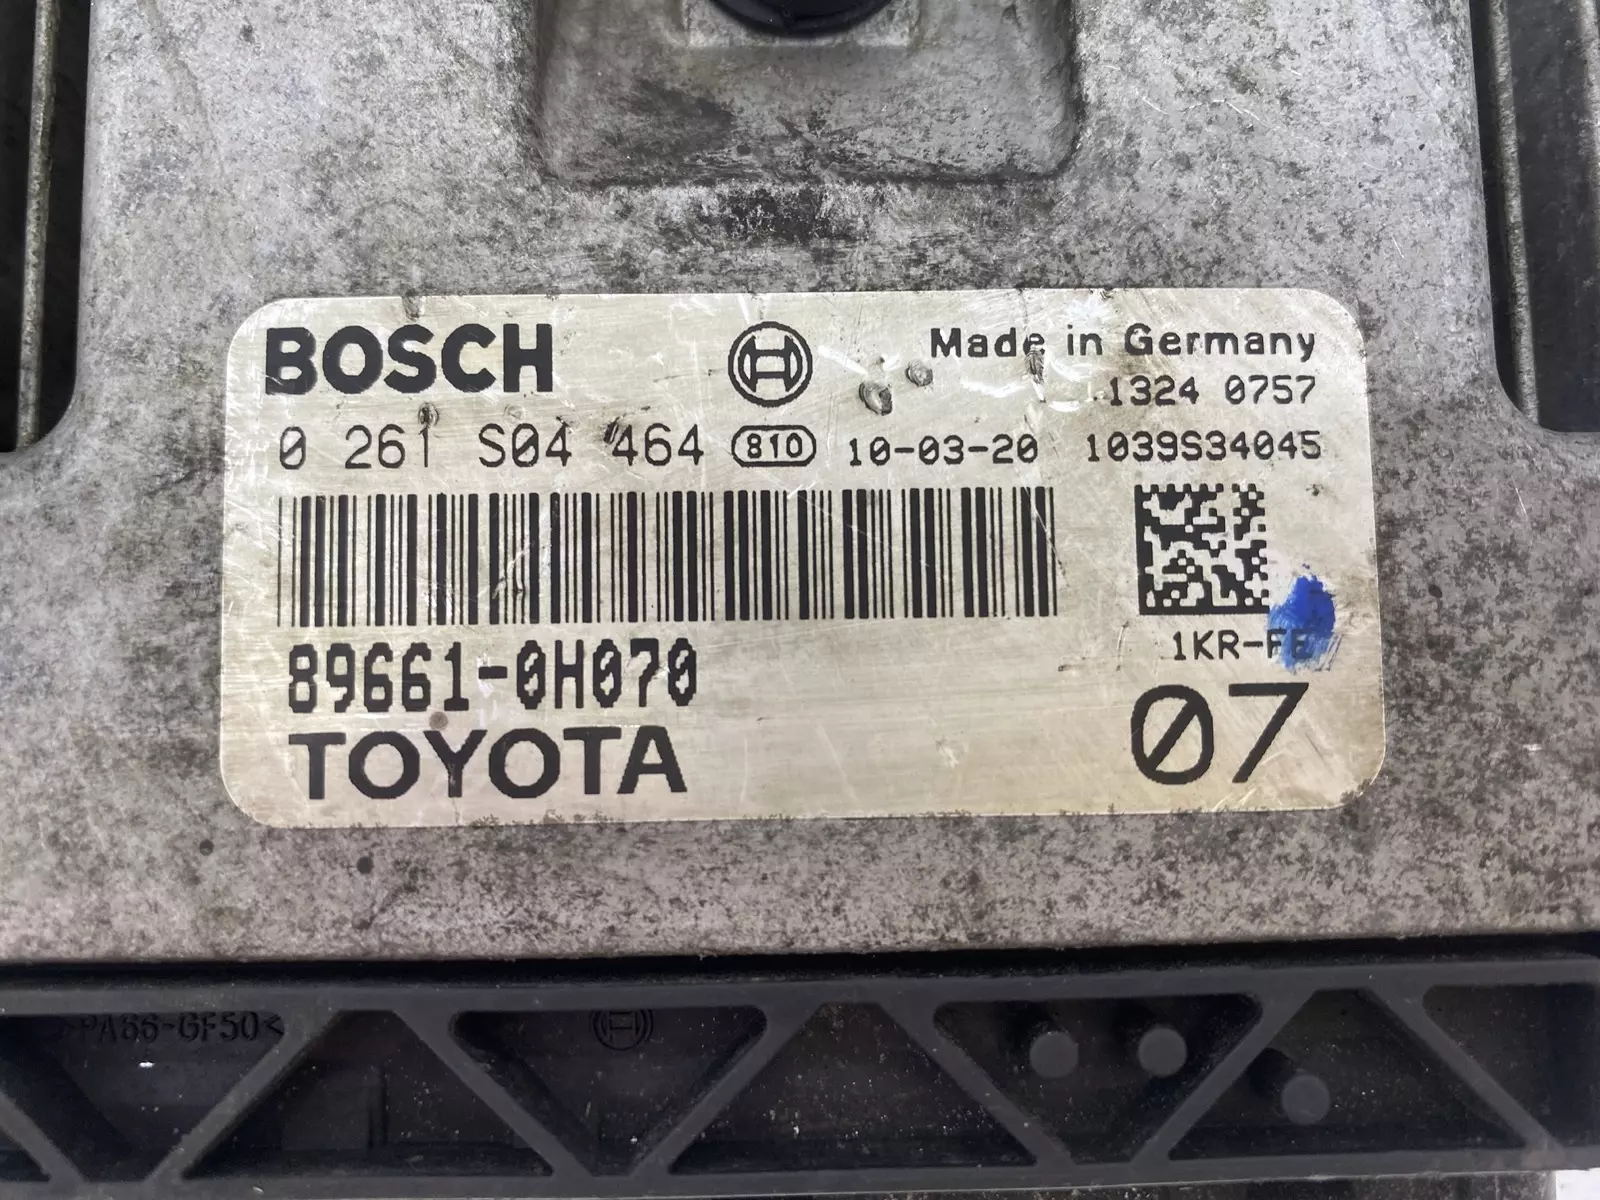 BOSCH
Made in Germany
1324 0757
0 261 S04 464 810 10-03-20 1039S34045
1KR-FE
89661-0H070
07
TOYOTA
>PA66-GF50<